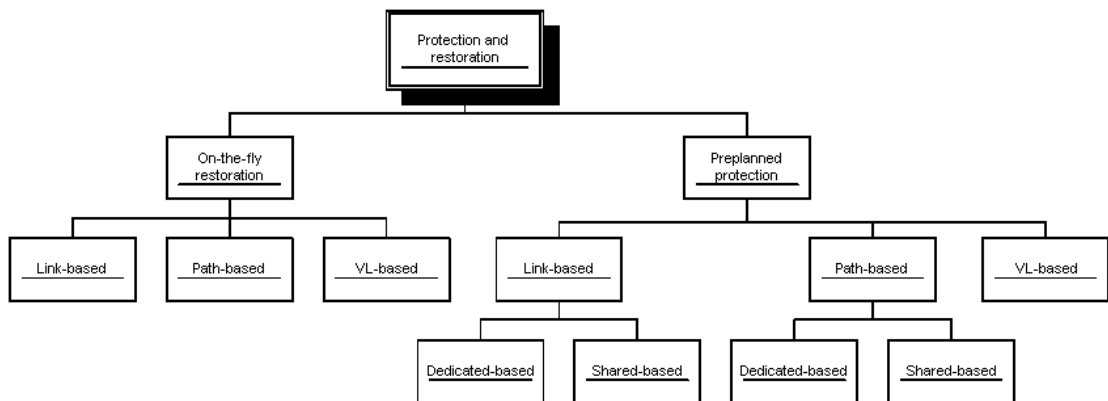 Protection and
restoration
On-the-fly
restoration
Preplanned
protection
Link-based
Path-based
VL-based
Link-based
Path-based
VL-based
Dedicated-based
Shared-based
Dedicated-based
Shared-based